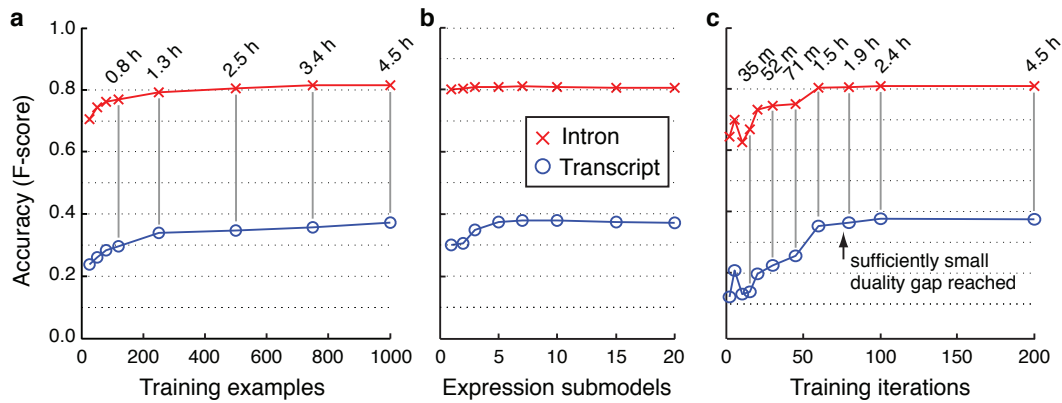 a
b
c
0.8 h
1.3 h
2.5 h
3.4 h
4.5 h
35 m
52 m
71 m
1.5 h
1.9 h
2.4 h
4.5 h
1.0
0.8
0.6
0.4
0.2
0.0
Accuracy (F-score)
Intron
Transcript
sufficiently small
duality gap reached
0 200 400 600 800 1000
0 5 10 15 20
0 50 100 150 200
Training examples
Expression submodels
Training iterations